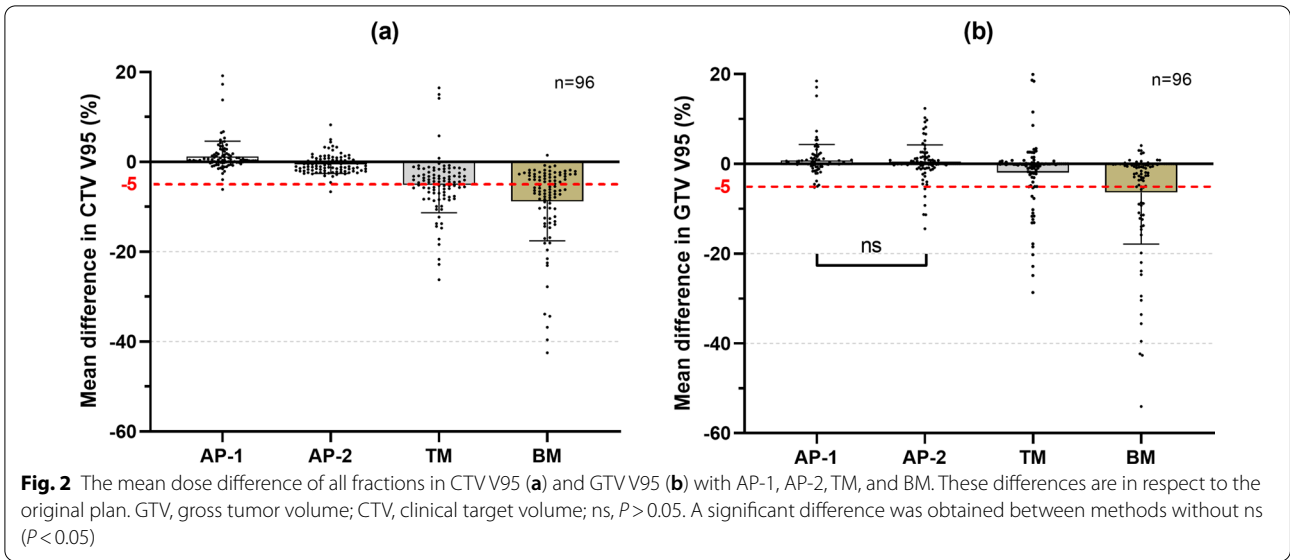 (a)
Mean difference in CTV V95 (%)
20
0
-5
-20
-40
-60
n=96
AP-1 AP-2 TM BM
(b)
Mean difference in GTV V95 (%)
20
0
-5
-20
-40
-60
n=96
ns
AP-1 AP-2 TM BM
Fig. 2 The mean dose difference of all fractions in CTV V95 (a) and GTV V95 (b) with AP-1, AP-2, TM, and BM. These differences are in respect to the
original plan. GTV, gross tumor volume; CTV, clinical target volume; ns, P > 0.05. A significant difference was obtained between methods without ns
(P < 0.05)